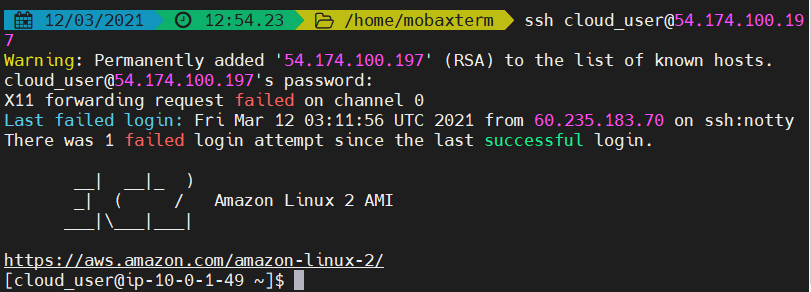 12/03/2021 12:54.23 /home/mobaxterm ssh cloud_user@54.174.100.19
7
Warning: Permanently added '54.174.100.197' (RSA) to the list of known hosts.
cloud_user@54.174.100.197's password:
X11 forwarding request failed on channel 0
Last failed login: Fri Mar 12 03:11:56 UTC 2021 from 60.235.183.70 on ssh:notty
There was 1 failed login attempt since the last successful login.

       __|  __|_  )
       _|  (     /   Amazon Linux 2 AMI
      ___|\___|___|

https://aws.amazon.com/amazon-linux-2/
[cloud_user@ip-10-0-1-49 ~]$